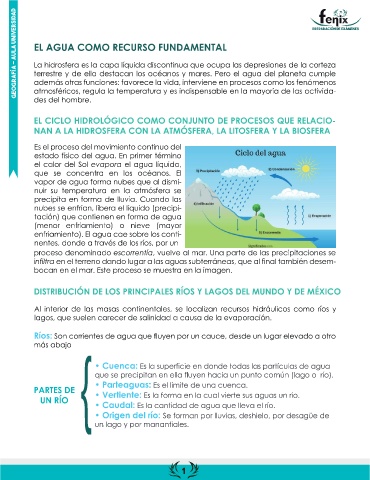 GEOGRAFÍA - AULA UNIVERSIDAD
fenix
PREPARACIÓN DE EXÁMENES
EL AGUA COMO RECURSO FUNDAMENTAL
La hidrosfera es la capa líquida discontinua que ocupa las depresiones de la corteza
terrestre y de ella destacan los océanos y mares. Pero el agua del planeta cumple
además otras funciones: favorece la vida, interviene en procesos como los fenómenos
atmosféricos, regula la temperatura y es indispensable en la mayoría de las activida-
des del hombre.
EL CICLO HIDROLÓGICO COMO CONJUNTO DE PROCESOS QUE RELACIO-
NAN A LA HIDROSFERA CON LA ATMÓSFERA, LA LITOSFERA Y LA BIOSFERA
Es el proceso del movimiento continuo del
estado físico del agua. En primer término
el calor del Sol evapora el agua líquida,
que se concentra en los océanos. El
vapor de agua forma nubes que al dismi-
nuir su temperatura en la atmósfera se
precipita en forma de lluvia. Cuando las
nubes se enfrían, libera el líquido (precipi-
tación) que contienen en forma de agua
(menor enfriamiento) o nieve (mayor
enfriamiento). El agua cae sobre los conti-
nentes, donde a través de los ríos, por un
Ciclo del agua
3) Precipitación
2) Condensación
4) Infiltración
1) Evaporación
5) Escorrentía
proceso denominado escorrentía, vuelve al mar. Una parte de las precipitaciones se
infiltra en el terreno dando lugar a las aguas subterráneas, que al final también desem-
bocan en el mar. Este proceso se muestra en la imagen.
DISTRIBUCIÓN DE LOS PRINCIPALES RÍOS Y LAGOS DEL MUNDO Y DE MÉXICO
Al interior de las masas continentales, se localizan recursos hidráulicos como ríos y
lagos, que suelen carecer de salinidad a causa de la evaporación.
Ríos: Son corrientes de agua que fluyen por un cauce, desde un lugar elevado a otro
más abajo
PARTES DE
UN RÍO
• Cuenca: Es la superficie en donde todas las partículas de agua
que se precipitan en ella fluyen hacia un punto común (lago o río).
• Parteaguas: Es el límite de una cuenca.
• Vertiente: Es la forma en la cual vierte sus aguas un río.
• Caudal: Es la cantidad de agua que lleva el río.
• Origen del río: Se forman por lluvias, deshielo, por desagüe de
un lago y por manantiales.
1